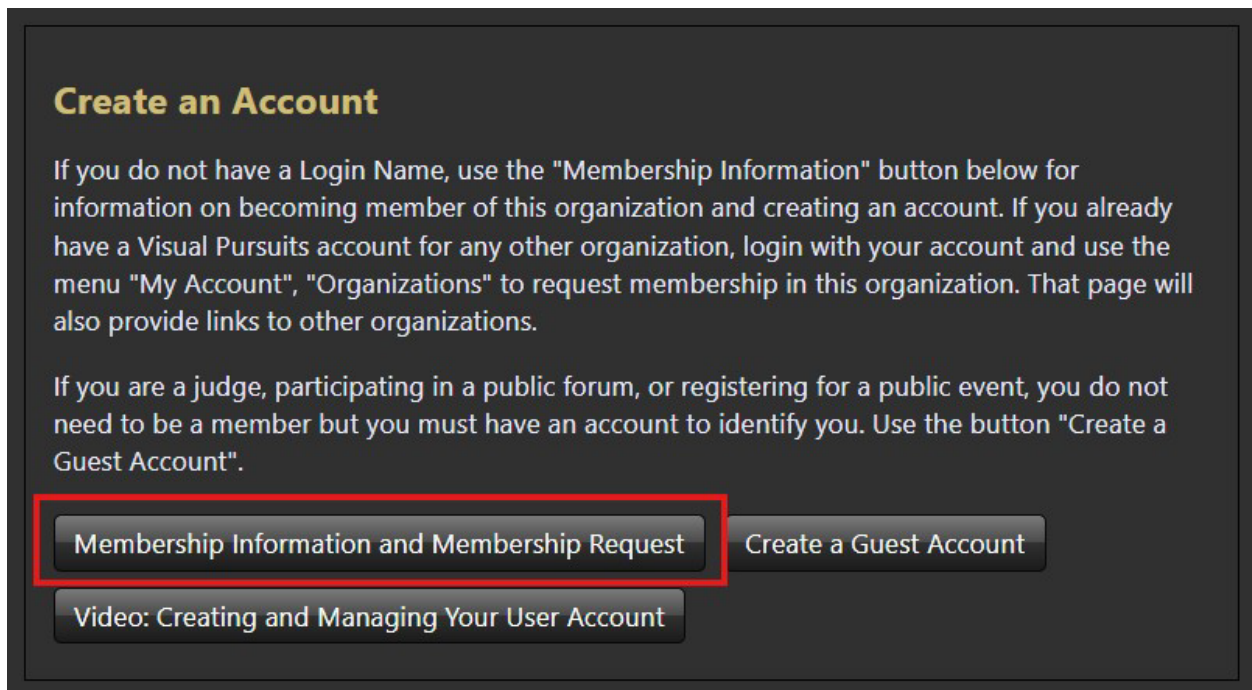 Create an Account
If you do not have a Login Name, use the "Membership Information" button below for
information on becoming member of this organization and creating an account. If you already
have a Visual Pursuits account for any other organization, login with your account and use the
menu "My Account", "Organizations" to request membership in this organization. That page will
also provide links to other organizations.
If you are a judge, participating in a public forum, or registering for a public event, you do not
need to be a member but you must have an account to identify you. Use the button "Create a
Guest Account".
Membership Information and Membership Request Create a Guest Account
Video: Creating and Managing Your User Account